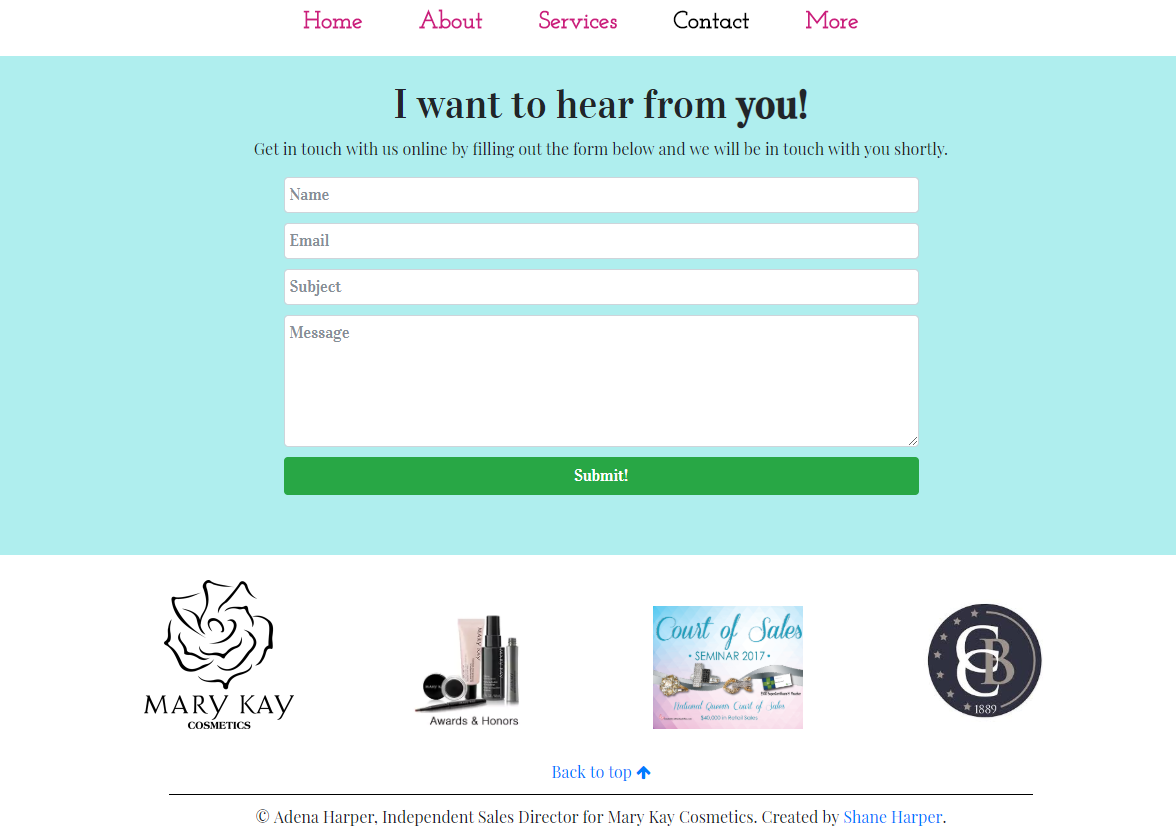 Home About Services Contact More
I want to hear from you!
Get in touch with us online by filling out the form below and we will be in touch with you shortly.
Name
Email
Subject
Message
Submit!
MARY KAY
COSMETICS
Awards & Honors
Court of Sales
• SEMINAR 2017 •
National Queens Court of Sales
$40,000 in Retail Sales
CCB
1889
Back to top
© Adena Harper, Independent Sales Director for Mary Kay Cosmetics. Created by Shane Harper.